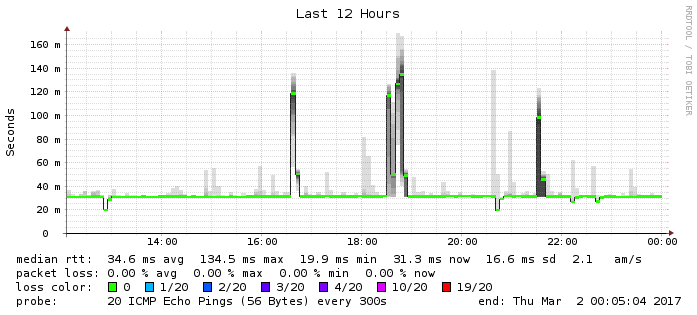 Last 12 Hours
RRDTOOL / TOBI OETIKER
Seconds
160 m
140 m
120 m
100 m
80 m
60 m
40 m
20 m
0
14:00 16:00 18:00 20:00 22:00 00:00
median rtt: 34.6 ms avg 134.5 ms max 19.9 ms min 31.3 ms now 16.6 ms sd 2.1 am/s
packet loss: 0.00 % avg 0.00 % max 0.00 % min 0.00 % now
loss color: 0 1/20 2/20 3/20 4/20 10/20 19/20
probe: 20 ICMP Echo Pings (56 Bytes) every 300s end: Thu Mar 2 00:05:04 2017